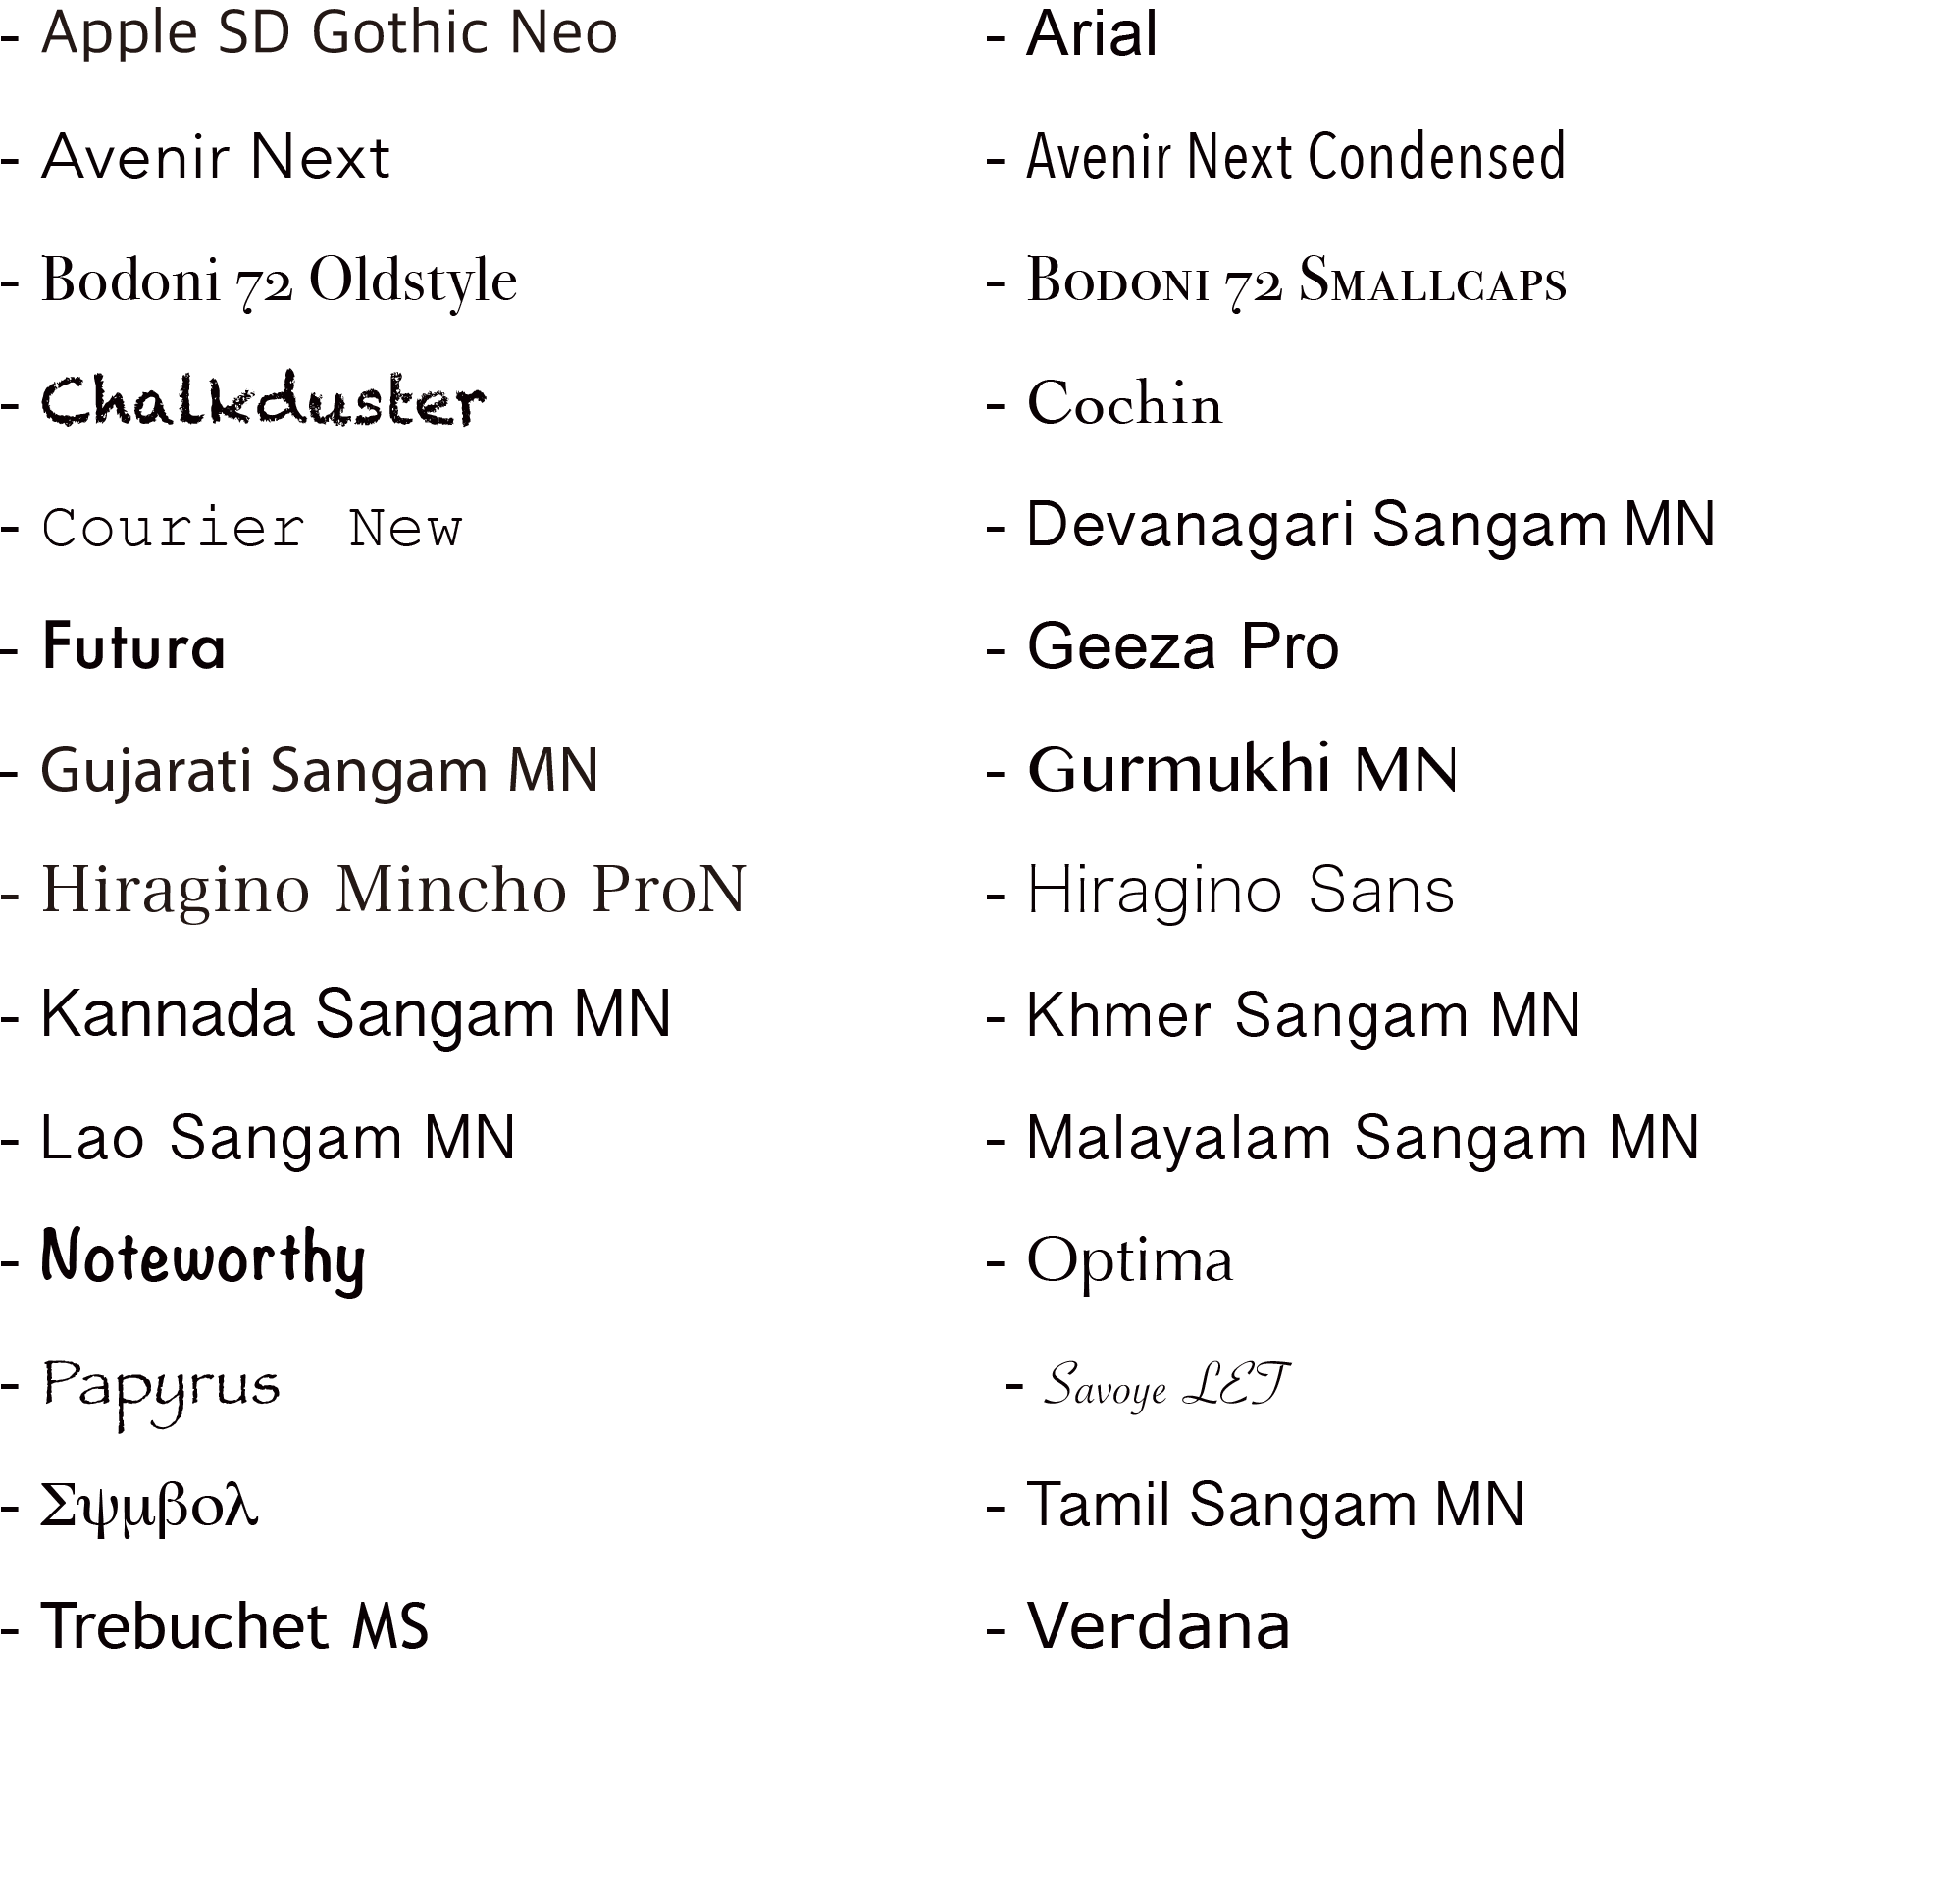 - Apple SD Gothic Neo
- Arial
- Avenir Next
- Avenir Next Condensed
- Bodoni 72 Oldstyle
- Bodoni 72 Smallcaps
- Chalkduster
- Cochin
- Courier New
- Devanagari Sangam MN
- Futura
- Geeza Pro
- Gujarati Sangam MN
- Gurmukhi MN
- Hiragino Mincho ProN
- Hiragino Sans
- Kannada Sangam MN
- Khmer Sangam MN
- Lao Sangam MN
- Malayalam Sangam MN
- Noteworthy
- Optima
- Papyrus
- Savoye LET
- Σψμβολ
- Tamil Sangam MN
- Trebuchet MS
- Verdana